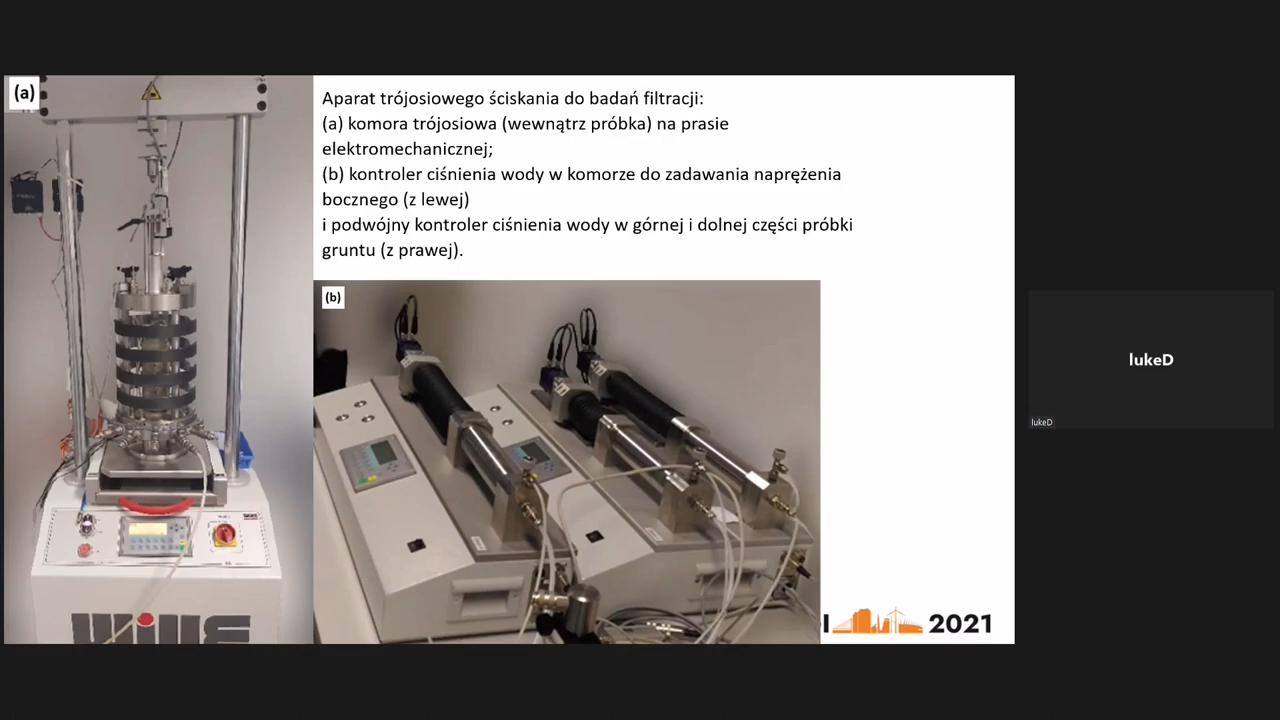 (a)
Aparat trójosiowego ściskania do badań filtracji:
(a) komora trójosiowa (wewnątrz próbka) na prasie
elektromechanicznej;
(b) kontroler ciśnienia wody w komorze do zadawania naprężenia
bocznego (z lewej)
i podwójny kontroler ciśnienia wody w górnej i dolnej części próbki
gruntu (z prawej).
(b)
2021
lukeD
lukeD